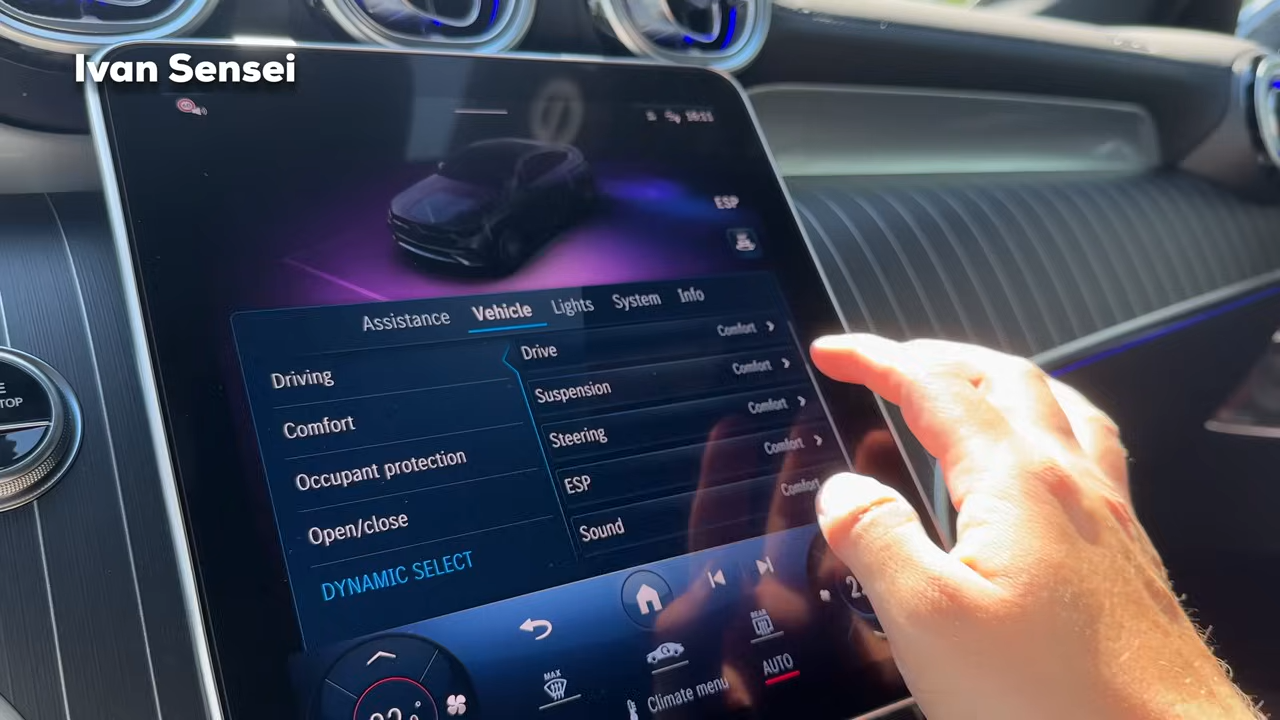 Ivan Sensei
ESP
Assistance Vehicle Lights System Info
Driving
Comfort
Occupant protection
Open/close
DYNAMIC SELECT
Drive Comfort
Suspension Comfort
Steering Comfort
ESP Comfort
Sound Comfort
MAX
REAR
AUTO
Climate menu
TOP